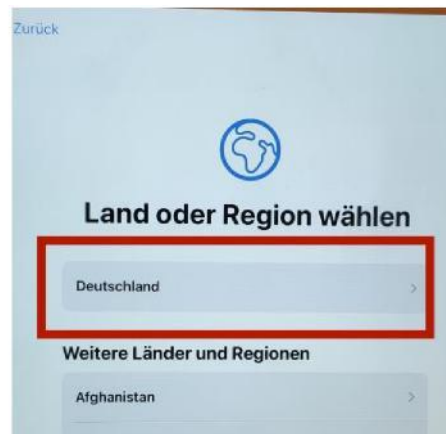 Zurück
Land oder Region wählen
Deutschland
Weitere Länder und Regionen
Afghanistan